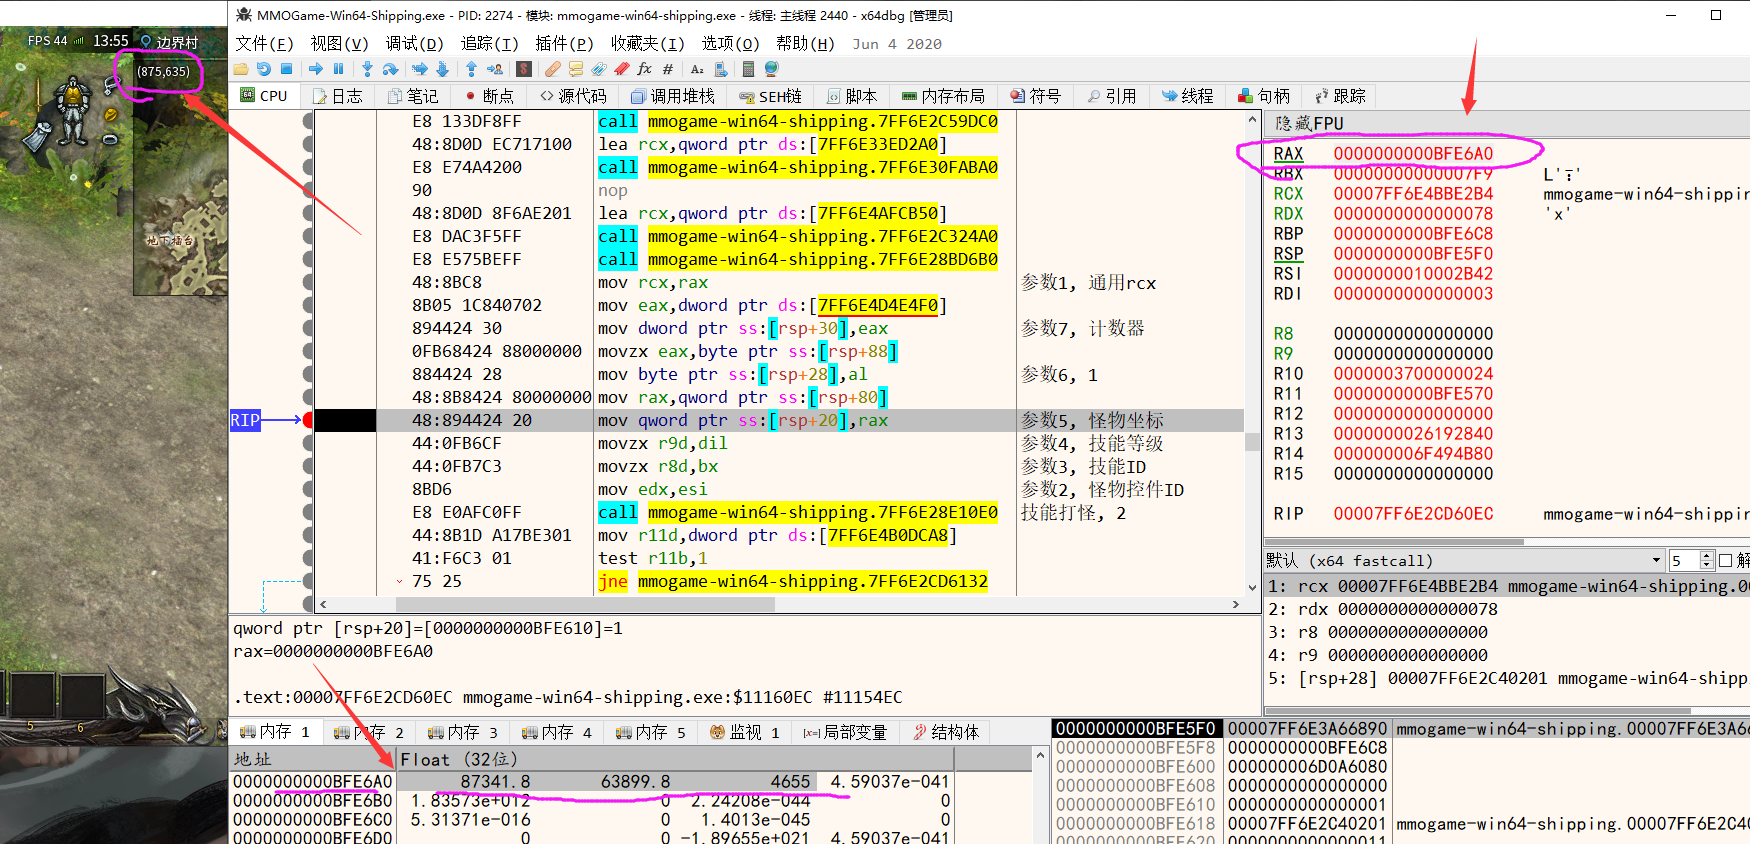 MMOGame-Win64-Shipping.exe - PID: 2274 - 模块: mmogame-win64-shipping.exe - 线程: 主线程 2440 - x64dbg [管理员]
FPS 44 13:55 边界村
(875,635)
地下擂台
5 6
文件(F) 视图(V) 调试(D) 追踪(T) 插件(P) 收藏夹(I) 选项(O) 帮助(H) Jun 4 2020
CPU 日志 笔记 断点 源代码 调用堆栈 SEH链 脚本 内存布局 符号 引用 线程 句柄 跟踪
E8 133DF8FF call mmogame-win64-shipping.7FF6E2C59DC0
48:8D0D EC717100 lea rcx,qword ptr ds:[7FF6E33ED2A0]
E8 E74A4200 call mmogame-win64-shipping.7FF6E30FABA0
90 nop
48:8D0D 8F6AE201 lea rcx,qword ptr ds:[7FF6E4AFCB50]
E8 DAC3F5FF call mmogame-win64-shipping.7FF6E2C324A0
E8 E575BEFF call mmogame-win64-shipping.7FF6E28BD6B0
48:8BC8 mov rcx,rax 参数1, 通用rcx
8B05 1C840702 mov eax,dword ptr ds:[7FF6E4D4E4F0]
894424 30 mov dword ptr ss:[rsp+30],eax 参数7, 计数器
0FB68424 88000000 movzx eax,byte ptr ss:[rsp+88]
884424 28 mov byte ptr ss:[rsp+28],al 参数6, 1
48:8B8424 80000000 mov rax,qword ptr ss:[rsp+80]
RIP 48:894424 20 mov qword ptr ss:[rsp+20],rax 参数5, 怪物坐标
44:0FB6CF movzx r9d,dil 参数4, 技能等级
44:0FB7C3 movzx r8d,bx 参数3, 技能ID
8BD6 mov edx,esi 参数2, 怪物控件ID
E8 E0AFC0FF call mmogame-win64-shipping.7FF6E28E10E0 技能打怪, 2
44:8B1D A17BE301 mov r11d,dword ptr ds:[7FF6E4B0DCA8]
41:F6C3 01 test r11b,1
75 25 jne mmogame-win64-shipping.7FF6E2CD6132
隐藏FPU
RAX 0000000000BFE6A0
RBX 00000000000007F9 L'߹'
RCX 00007FF6E4BBE2B4 mmogame-win64-shippin
RDX 0000000000000078 'x'
RBP 0000000000BFE6C8
RSP 0000000000BFE5F0
RSI 0000000010002B42
RDI 0000000000000003
R8 0000000000000000
R9 0000000000000000
R10 0000003700000024
R11 0000000000BFE570
R12 0000000000000000
R13 0000000026192840
R14 000000006F494B80
R15 0000000000000000
RIP 00007FF6E2CD60EC mmogame-win64-shippin
默认 (x64 fastcall) 5 解
1: rcx 00007FF6E4BBE2B4 mmogame-win64-shipping.00
2: rdx 0000000000000078
3: r8 0000000000000000
4: r9 0000000000000000
5: [rsp+28] 00007FF6E2C40201 mmogame-win64-shipp
qword ptr [rsp+20]=[0000000000BFE610]=1
rax=0000000000BFE6A0
.text:00007FF6E2CD60EC mmogame-win64-shipping.exe:$11160EC #11154EC
内存 1 内存 2 内存 3 内存 4 内存 5 监视 1 局部变量 结构体
地址 Float (32位)
0000000000BFE6A0 87341.8 63899.8 4655 4.59037e-041
0000000000BFE6B0 1.83573e+012 0 2.24208e-044 0
0000000000BFE6C0 5.31371e-016 0 1.4013e-045 0
0000000000BFE6D0 0 0 -1.89655e+021 4.59037e-041
0000000000BFE5F0 00007FF6E3A66890 mmogame-win64-shipping.00007FF6E3A66
0000000000BFE5F8 0000000000BFE6C8
0000000000BFE600 000000006D0A6080
0000000000BFE608 0000000000000000
0000000000BFE610 0000000000000001
0000000000BFE618 00007FF6E2C40201 mmogame-win64-shipping.00007FF6E2C40
0000000000BFE620 0000000000000011